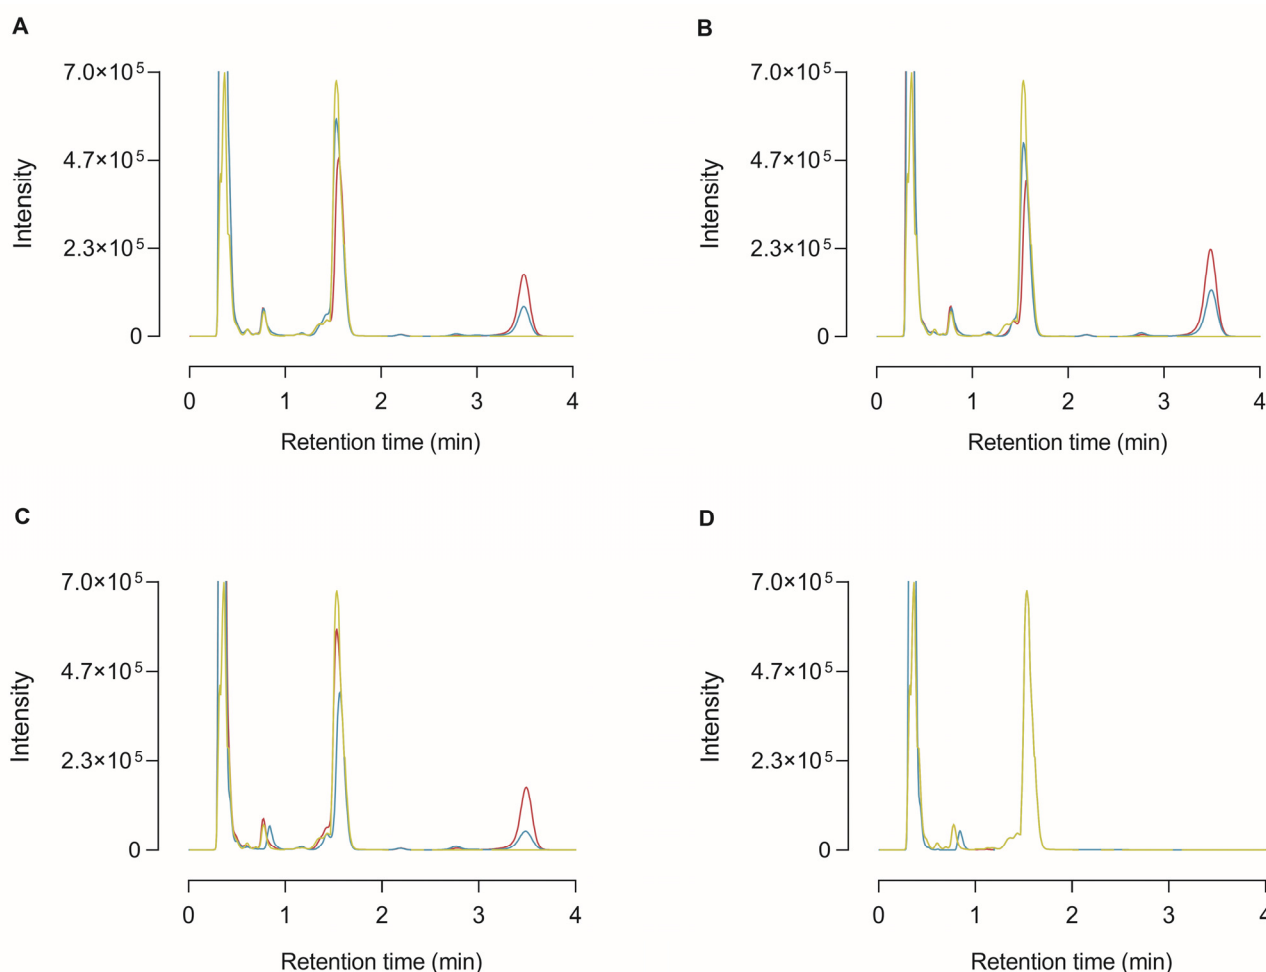 A
7.0×10⁵
4.7×10⁵
2.3×10⁵
0
Intensity
0 1 2 3 4
Retention time (min)
B
7.0×10⁵
4.7×10⁵
2.3×10⁵
0
Intensity
0 1 2 3 4
Retention time (min)
C
7.0×10⁵
4.7×10⁵
2.3×10⁵
0
Intensity
0 1 2 3 4
Retention time (min)
D
7.0×10⁵
4.7×10⁵
2.3×10⁵
0
Intensity
0 1 2 3 4
Retention time (min)